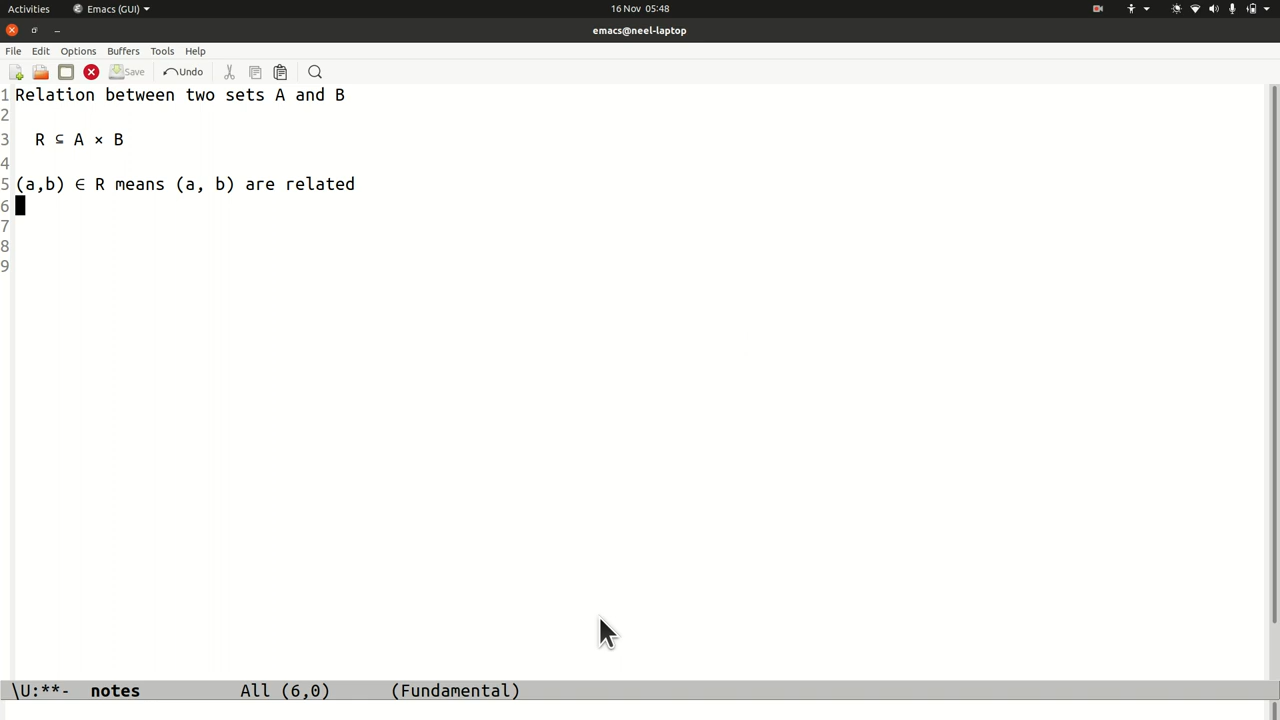 Activities Emacs (GUI) 16 Nov 05:48
emacs@neel-laptop
File Edit Options Buffers Tools Help
Save Undo
1 Relation between two sets A and B
2
3 R ⊆ A × B
4
5 (a,b) ∈ R means (a, b) are related
6
7
8
9
\U:**- notes All (6,0) (Fundamental)